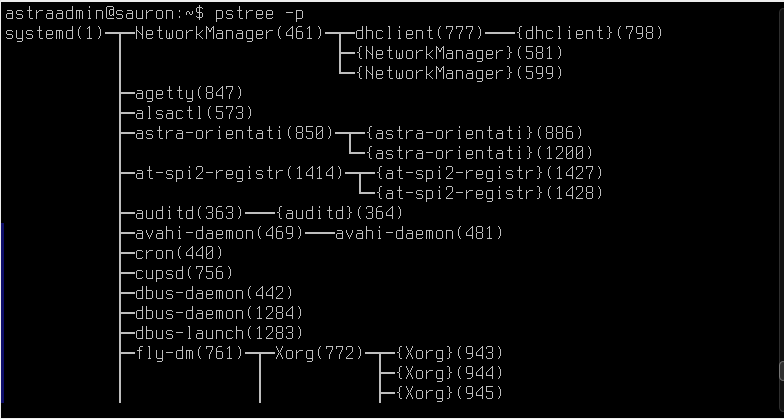 astraadmin@sauron:~$ pstree -p
systemd(1)─┬─NetworkManager(461)─┬─dhclient(777)───{dhclient}(798)
           │                     ├─{NetworkManager}(581)
           │                     └─{NetworkManager}(599)
           ├─agetty(847)
           ├─alsactl(573)
           ├─astra-orientati(850)─┬─{astra-orientati}(886)
           │                      └─{astra-orientati}(1200)
           ├─at-spi2-registr(1414)─┬─{at-spi2-registr}(1427)
           │                       └─{at-spi2-registr}(1428)
           ├─auditd(363)───{auditd}(364)
           ├─avahi-daemon(469)───avahi-daemon(481)
           ├─cron(440)
           ├─cupsd(756)
           ├─dbus-daemon(442)
           ├─dbus-daemon(1284)
           ├─dbus-launch(1283)
           ├─fly-dm(761)─┬─Xorg(772)─┬─{Xorg}(943)
           │             │           ├─{Xorg}(944)
           │             │           ├─{Xorg}(945)